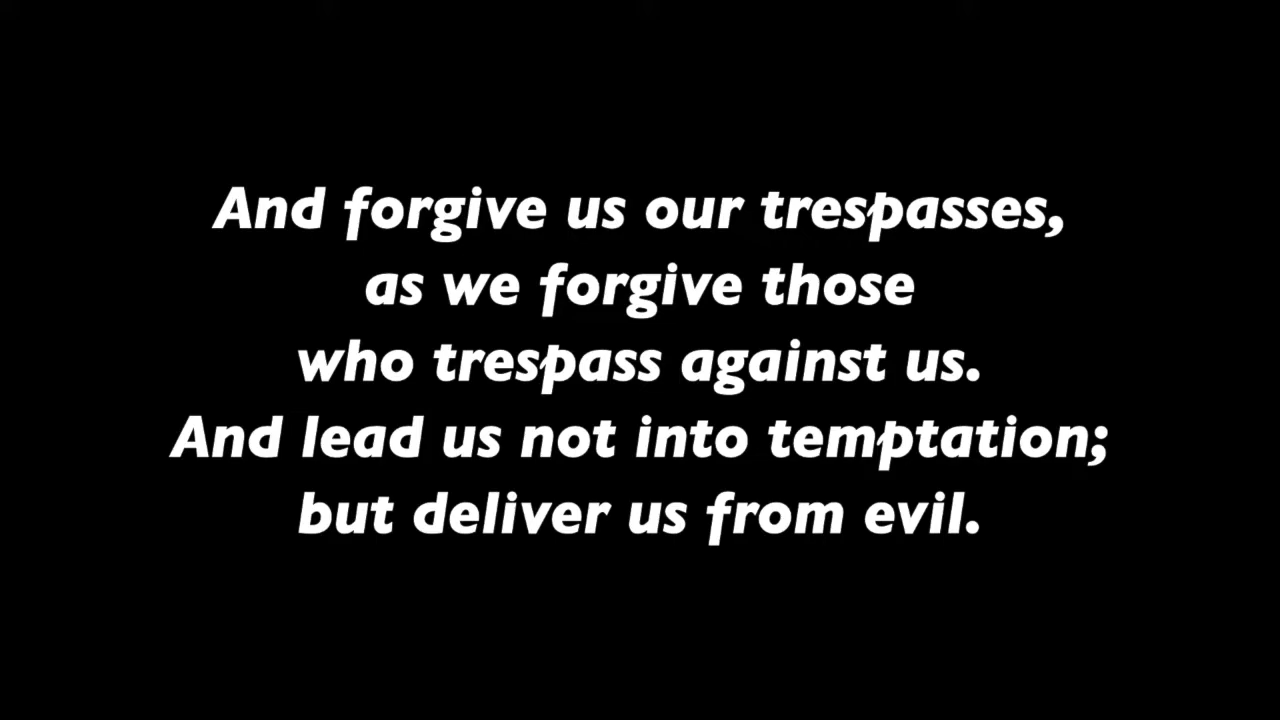 And forgive us our trespasses,
as we forgive those
who trespass against us.
And lead us not into temptation;
but deliver us from evil.